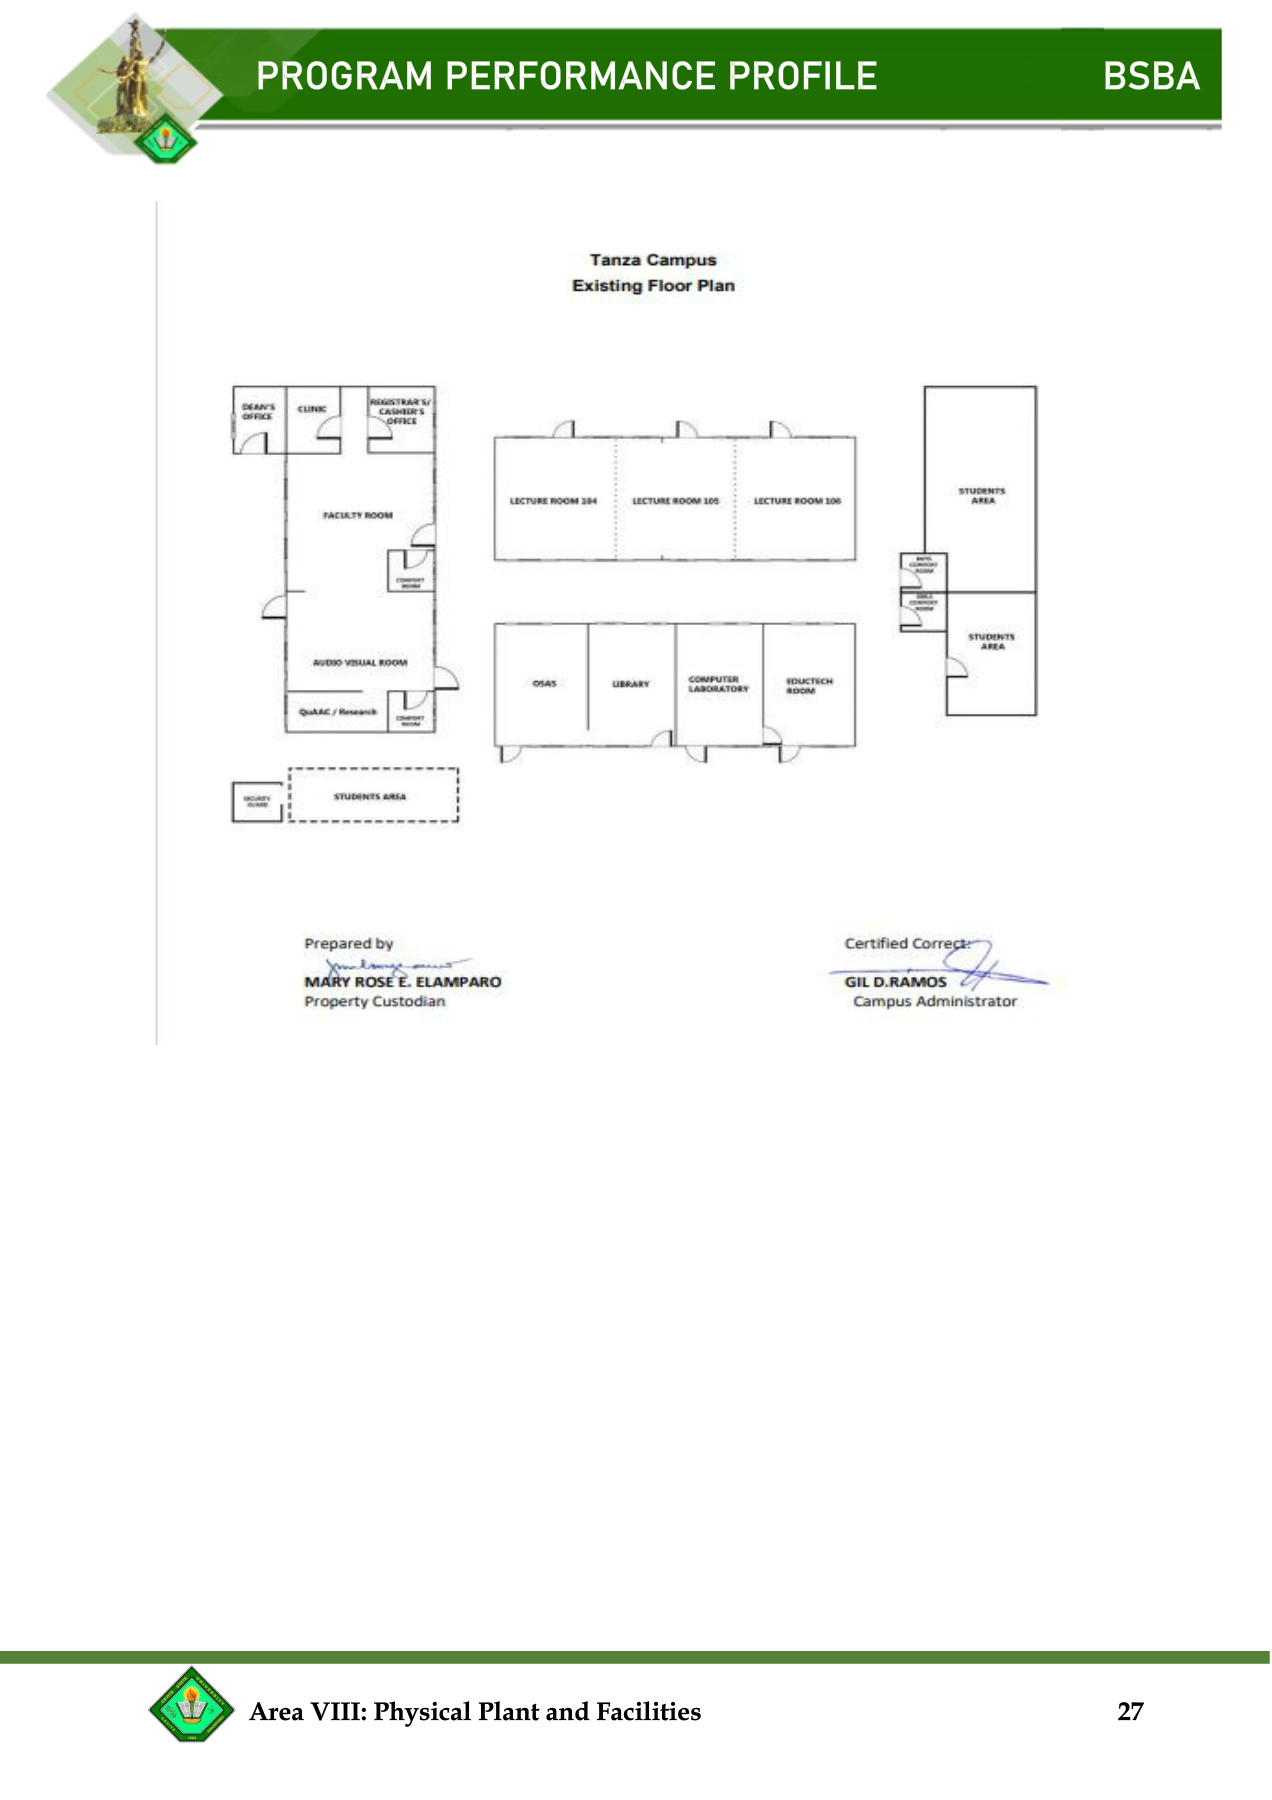 PROGRAM PERFORMANCE PROFILE BSBA
Tanza Campus
Existing Floor Plan
DEAN'S
OFFICE
CLINIC
REGISTRAR'S/
CASHIER'S
OFFICE
FACULTY ROOM
COMFORT
ROOM
AUDIO VISUAL ROOM
QuAAC / Research
COMFORT
ROOM
SECURITY
GUARD
STUDENTS AREA
LECTURE ROOM 104
LECTURE ROOM 105
LECTURE ROOM 106
OSAS
LIBRARY
COMPUTER
LABORATORY
EDUCTECH
ROOM
STUDENTS
AREA
BOYS
COMFORT
ROOM
GIRLS
COMFORT
ROOM
STUDENTS
AREA
Prepared by
MARY ROSE E. ELAMPARO
Property Custodian
Certified Correct:
GIL D.RAMOS
Campus Administrator
Area VIII: Physical Plant and Facilities 27